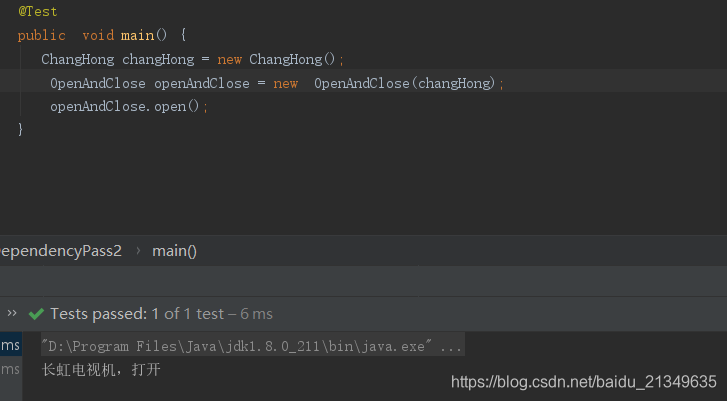 @Test
public void main() {
ChangHong changHong = new ChangHong();
OpenAndClose openAndClose = new OpenAndClose(changHong);
openAndClose.open();
}
DependencyPass2 › main()
>> ✔ Tests passed: 1 of 1 test – 6 ms
ms "D:\Program Files\Java\jdk1.8.0_211\bin\java.exe" ...
ms 长虹电视机，打开
https://blog.csdn.net/baidu_21349635